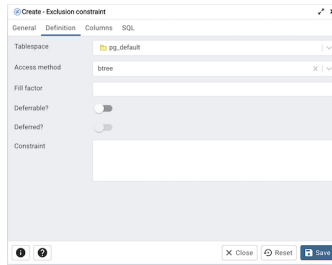 Create - Exclusion constraint
General Definition Columns SQL
Tablespace
pg_default
Access method
btree
Fill factor
Deferrable?
Deferred?
Constraint
Close Reset Save